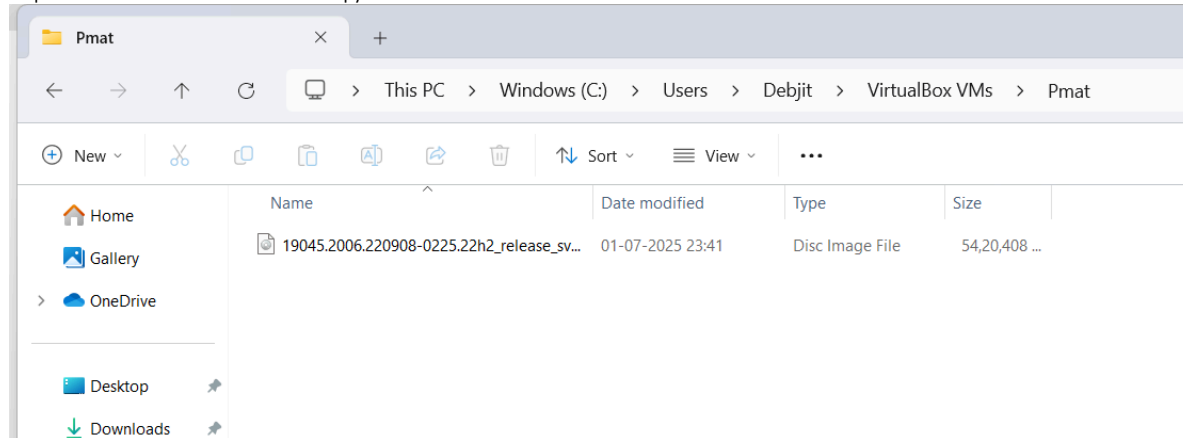 Pmat
This PC > Windows (C:) > Users > Debjit > VirtualBox VMs > Pmat
New Sort View ...
Name Date modified Type Size
Home
19045.2006.220908-0225.22h2_release_sv... 01-07-2025 23:41 Disc Image File 54,20,408 ...
Gallery
OneDrive
Desktop
Downloads